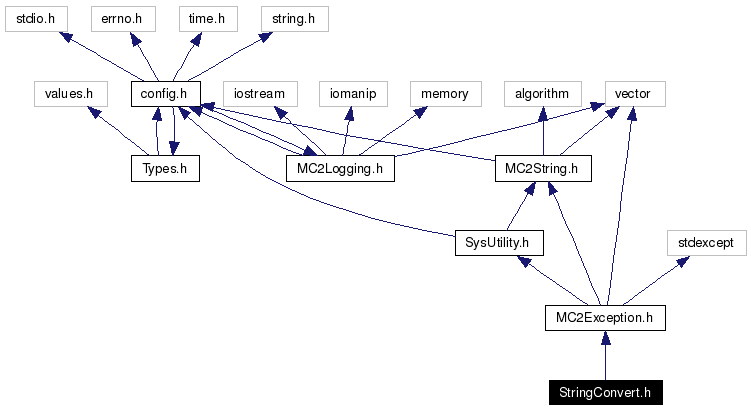 stdio.h
errno.h
time.h
string.h
values.h
config.h
iostream
iomanip
memory
algorithm
vector
Types.h
MC2Logging.h
MC2String.h
SysUtility.h
stdexcept
MC2Exception.h
StringConvert.h